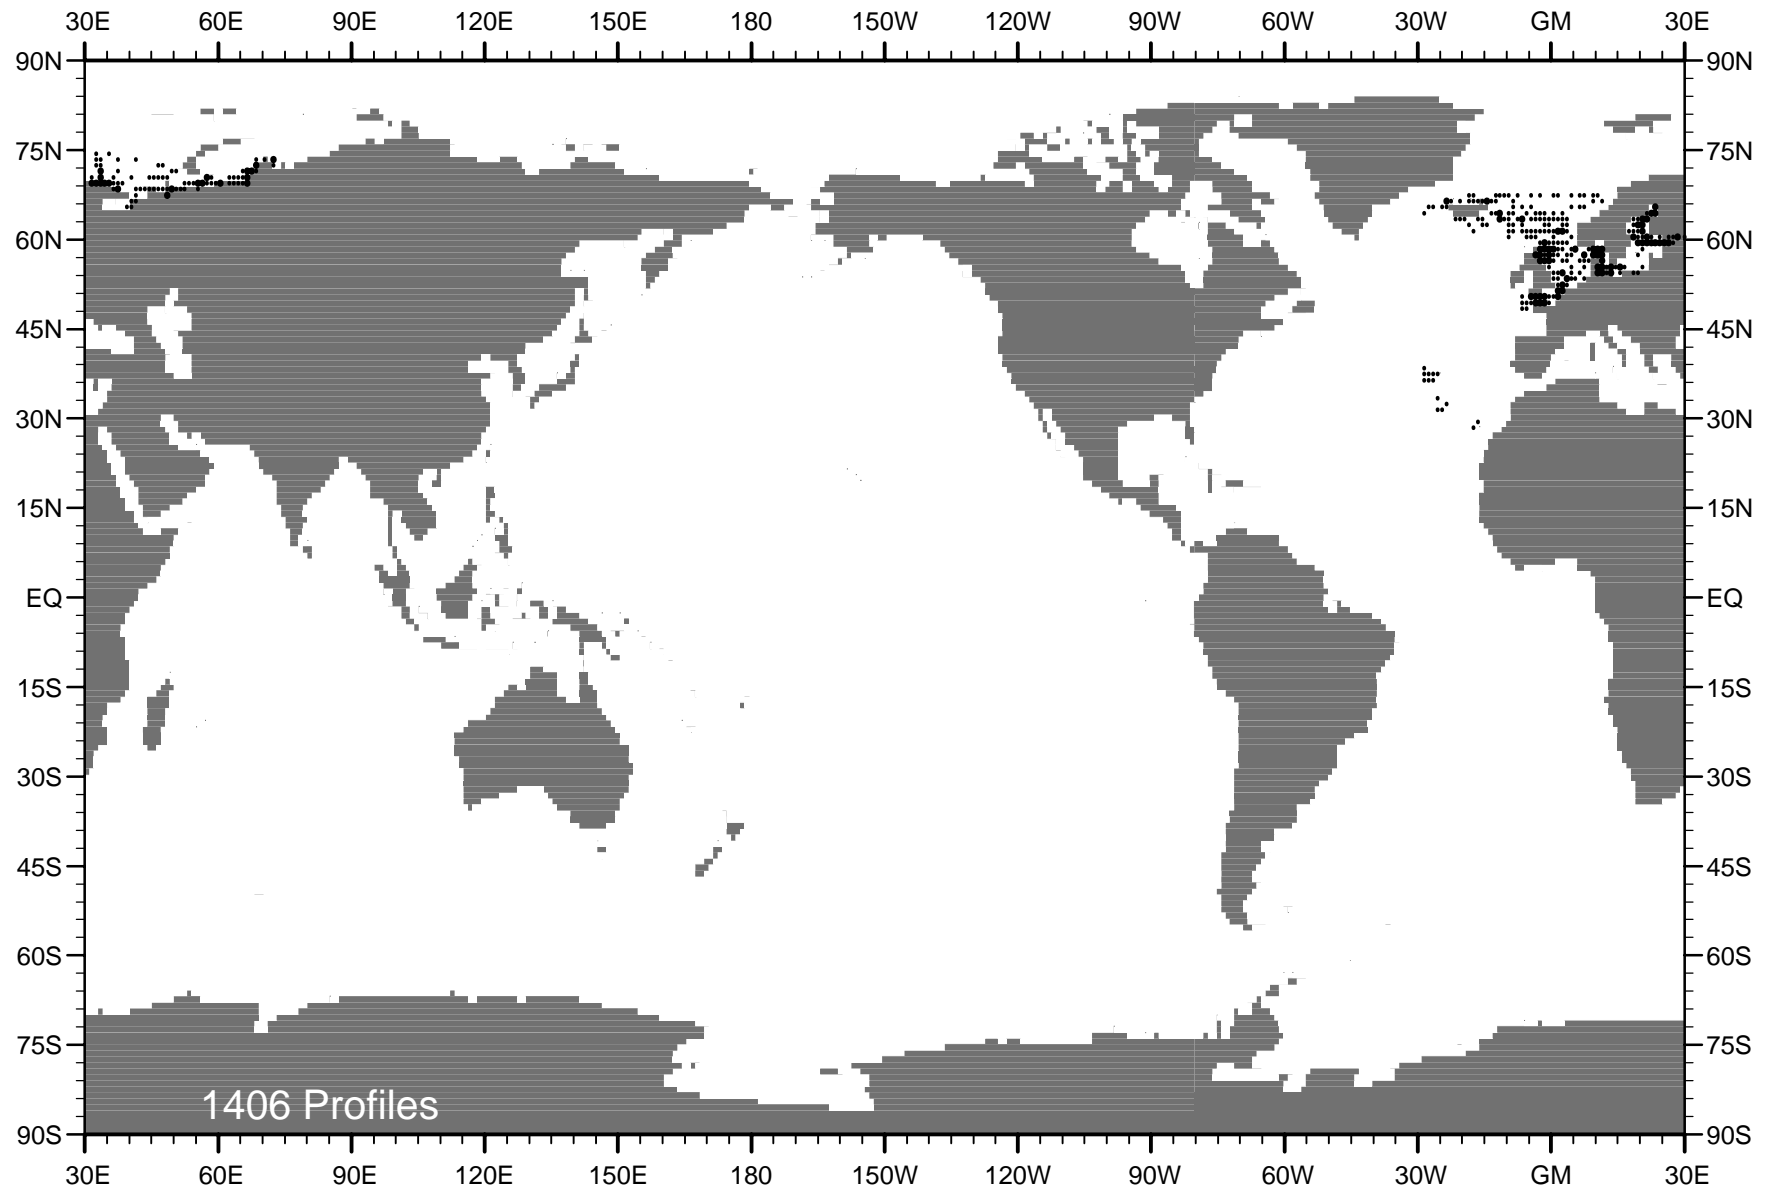 30E 60E 90E 120E 150E 180 150W 120W 90W 60W 30W GM 30E
90N 90N
75N 75N
60N 60N
45N 45N
30N 30N
15N 15N
EQ EQ
15S 15S
30S 30S
45S 45S
60S 60S
75S 75S
1406 Profiles
90S 90S
30E 60E 90E 120E 150E 180 150W 120W 90W 60W 30W GM 30E